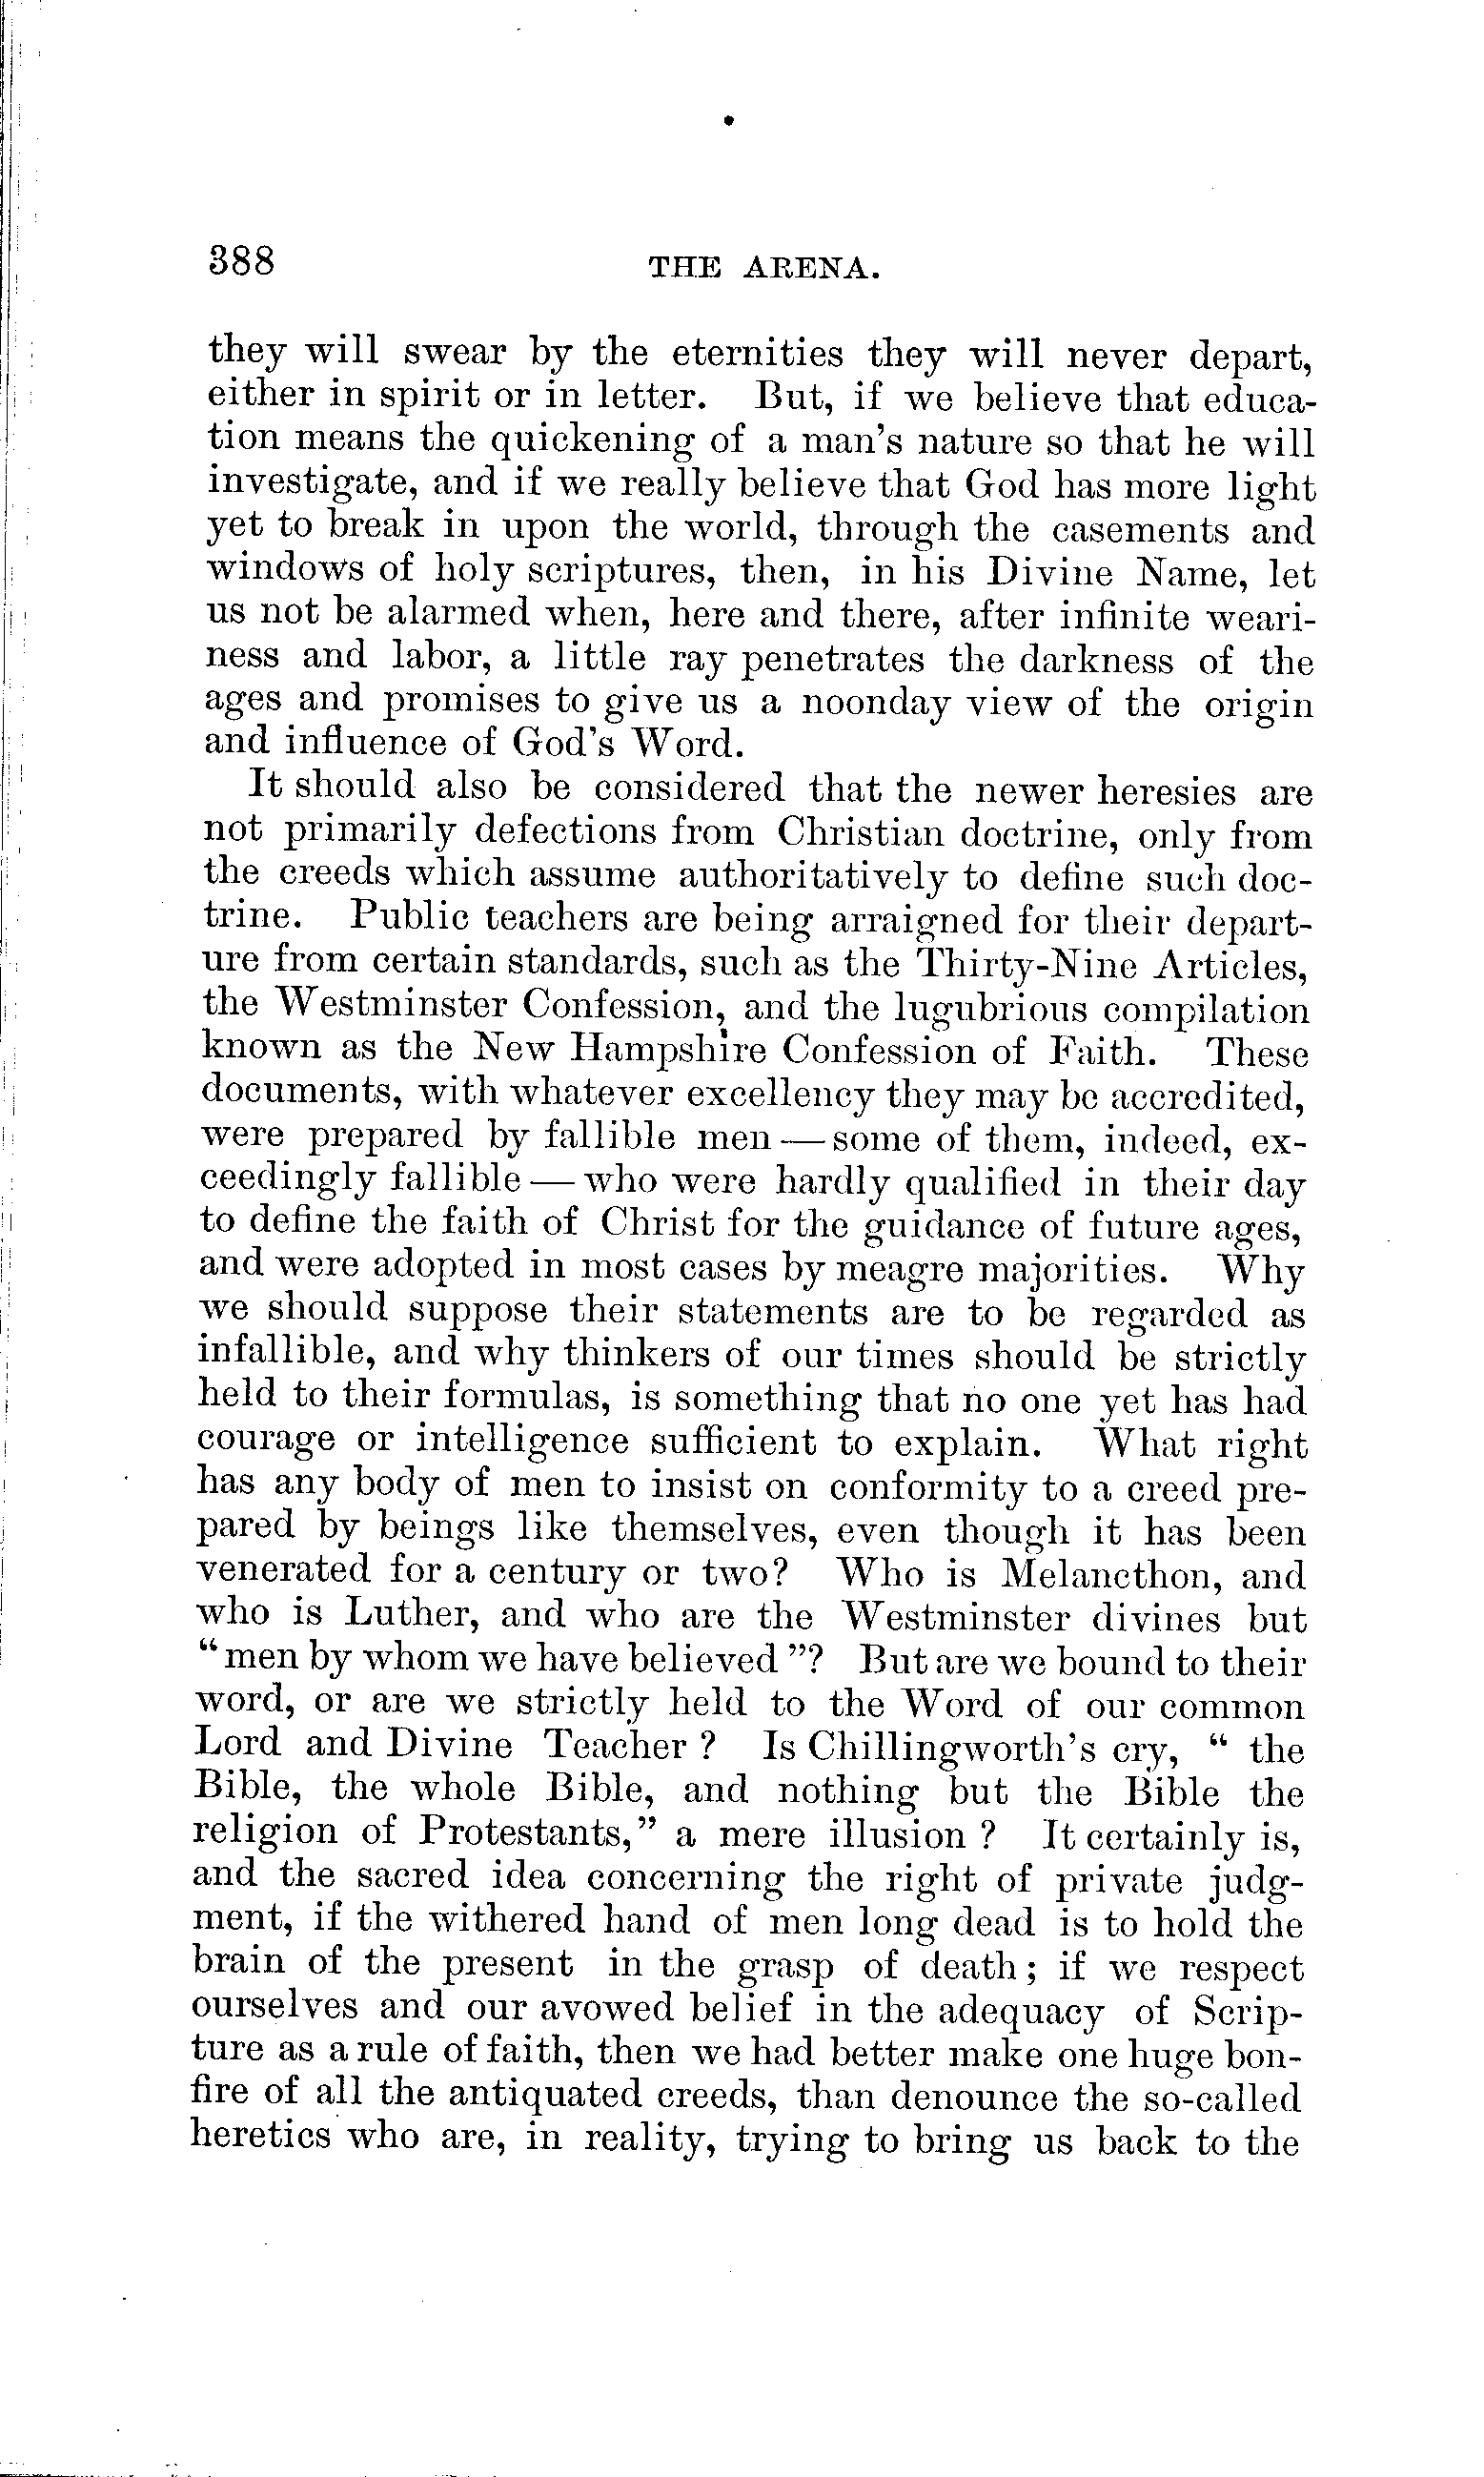 388 THE ARENA.
they will swear by the eternities they will never depart,
either in spirit or in letter. But, if we believe that educa-
tion means the quickening of a man's nature so that he will
investigate, and if we really believe that God has more light
yet to break in upon the world, through the casements and
windows of holy scriptures, then, in his Divine Name, let
us not be alarmed when, here and there, after infinite weari-
ness and labor, a little ray penetrates the darkness of the
ages and promises to give us a noonday view of the origin
and influence of God's Word.
It should also be considered that the newer heresies are
not primarily defections from Christian doctrine, only from
the creeds which assume authoritatively to define such doc-
trine. Public teachers are being arraigned for their depart-
ure from certain standards, such as the Thirty-Nine Articles,
the Westminster Confession, and the lugubrious compilation
known as the New Hampshire Confession of Faith. These
documents, with whatever excellency they may be accredited,
were prepared by fallible men — some of them, indeed, ex-
ceedingly fallible — who were hardly qualified in their day
to define the faith of Christ for the guidance of future ages,
and were adopted in most cases by meagre majorities. Why
we should suppose their statements are to be regarded as
infallible, and why thinkers of our times should be strictly
held to their formulas, is something that no one yet has had
courage or intelligence sufficient to explain. What right
has any body of men to insist on conformity to a creed pre-
pared by beings like themselves, even though it has been
venerated for a century or two? Who is Melancthon, and
who is Luther, and who are the Westminster divines but
“men by whom we have believed”? But are we bound to their
word, or are we strictly held to the Word of our common
Lord and Divine Teacher? Is Chillingworth's cry, “the
Bible, the whole Bible, and nothing but the Bible the
religion of Protestants,” a mere illusion? It certainly is,
and the sacred idea concerning the right of private judg-
ment, if the withered hand of men long dead is to hold the
brain of the present in the grasp of death; if we respect
ourselves and our avowed belief in the adequacy of Scrip-
ture as a rule of faith, then we had better make one huge bon-
fire of all the antiquated creeds, than denounce the so-called
heretics who are, in reality, trying to bring us back to the